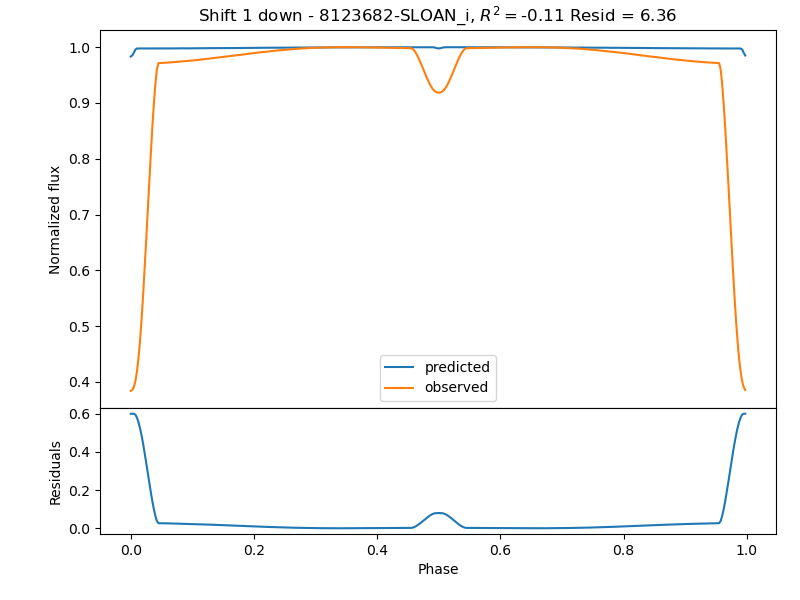 Shift 1 down - 8123682-SLOAN_i, R² = -0.11 Resid = 6.36
1.0
0.9
0.8
0.7
0.6
0.5
0.4
Normalized flux
predicted
observed
0.6
0.4
0.2
0.0
Residuals
0.0 0.2 0.4 0.6 0.8 1.0
Phase